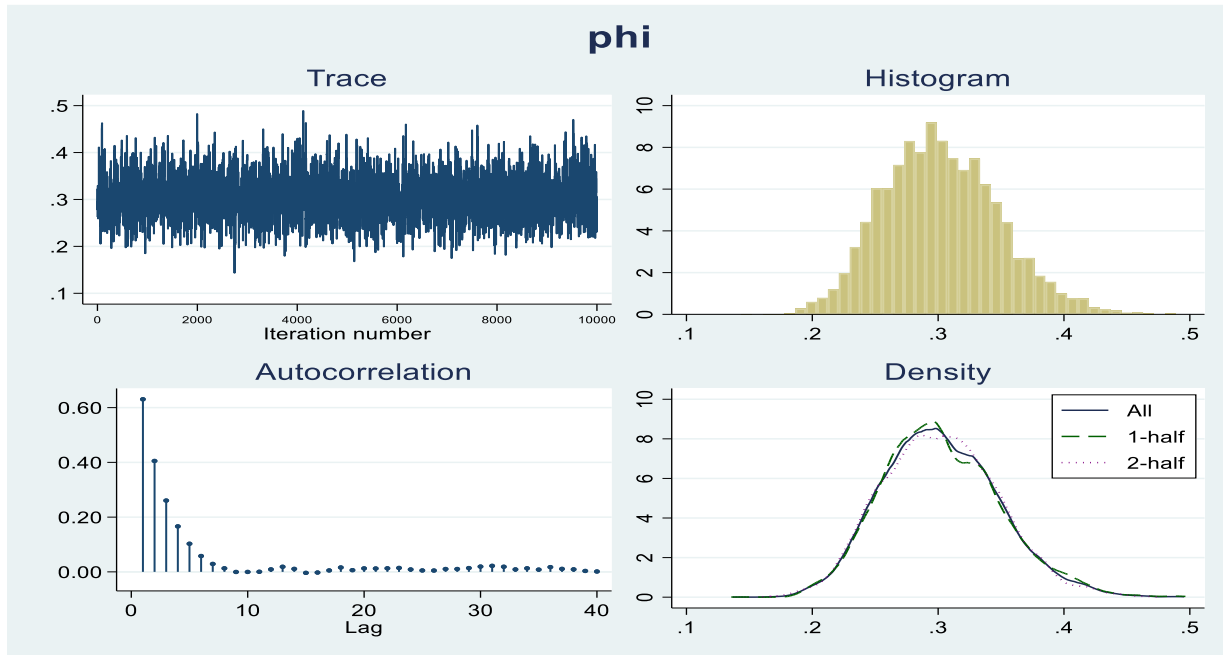 phi
Trace
.5
.4
.3
.2
.1
0 2000 4000 6000 8000 10000
Iteration number
Histogram
10
8
6
4
2
0
.1 .2 .3 .4 .5
Autocorrelation
0.60
0.40
0.20
0.00
0 10 20 30 40
Lag
Density
10
8
6
4
2
0
.1 .2 .3 .4 .5
All
1-half
2-half